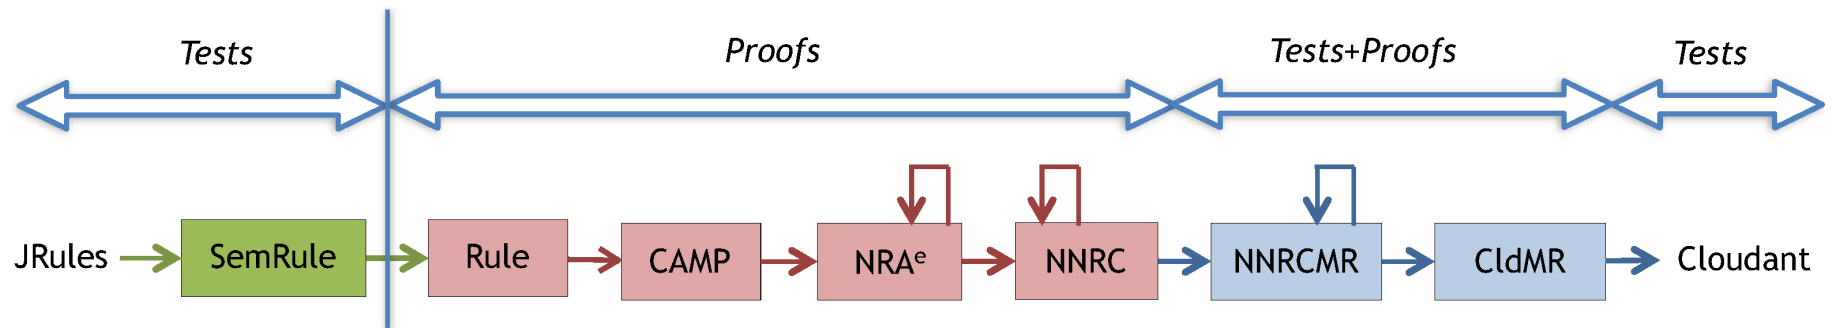 Tests
Proofs
Tests+Proofs
Tests
JRules
SemRule
Rule
CAMP
NRAᵉ
NNRC
NNRCMR
CldMR
Cloudant